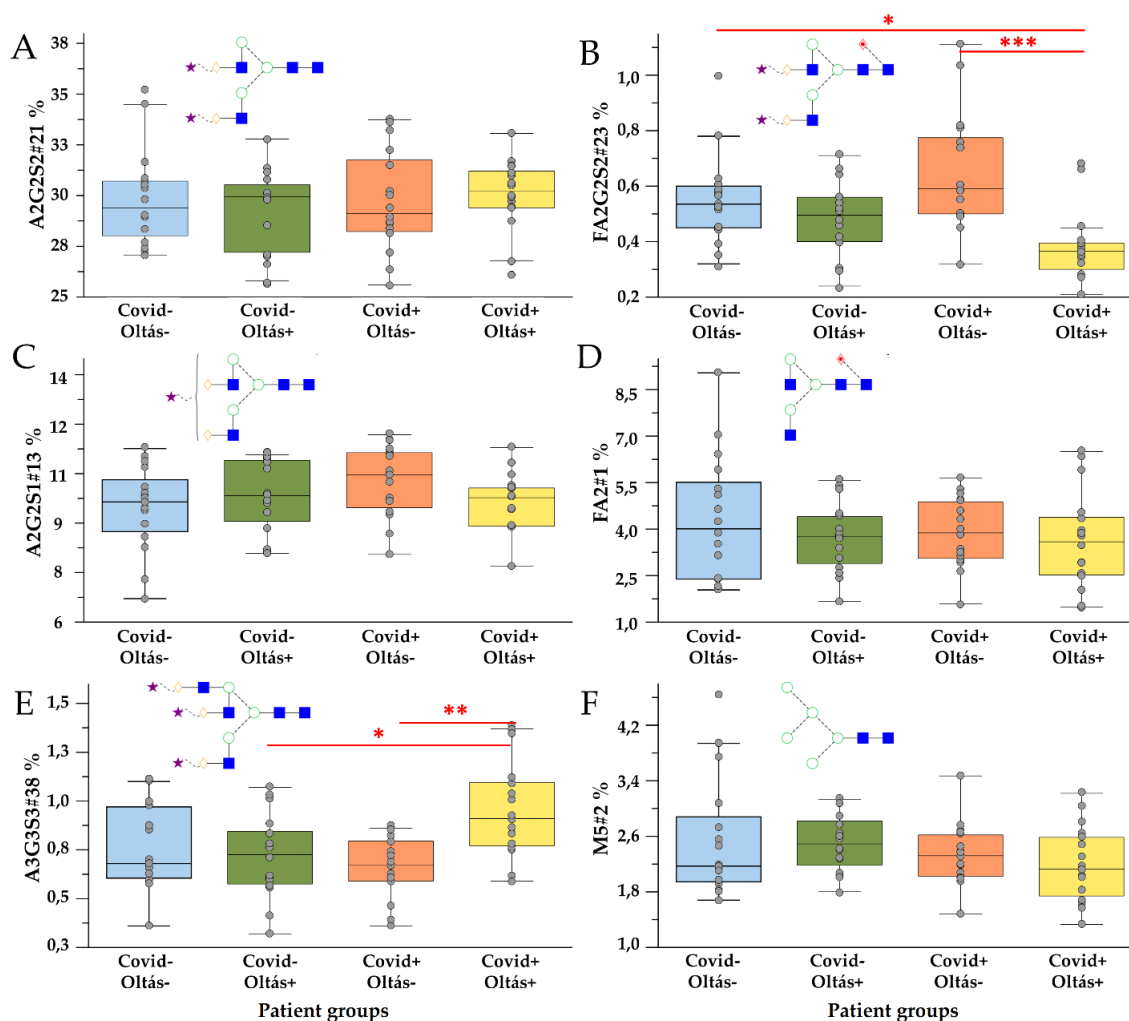 A
A2G2S2#21 %
38
35
33
30
28
25
Covid-
Oltás-
Covid-
Oltás+
Covid+
Oltás-
Covid+
Oltás+
B
FA2G2S2#23 %
1,0
0,8
0,6
0,4
0,2
*
***
Covid-
Oltás-
Covid-
Oltás+
Covid+
Oltás-
Covid+
Oltás+
C
A2G2S1#13 %
14
12
11
9
8
6
Covid-
Oltás-
Covid-
Oltás+
Covid+
Oltás-
Covid+
Oltás+
D
FA2#1 %
8,5
7,0
5,5
4,0
2,5
1,0
Covid-
Oltás-
Covid-
Oltás+
Covid+
Oltás-
Covid+
Oltás+
E
A3G3S3#38 %
1,5
1,3
1,0
0,8
0,5
0,3
**
*
Covid-
Oltás-
Covid-
Oltás+
Covid+
Oltás-
Covid+
Oltás+
Patient groups
F
M5#2 %
4,2
3,4
2,6
1,8
1,0
Covid-
Oltás-
Covid-
Oltás+
Covid+
Oltás-
Covid+
Oltás+
Patient groups